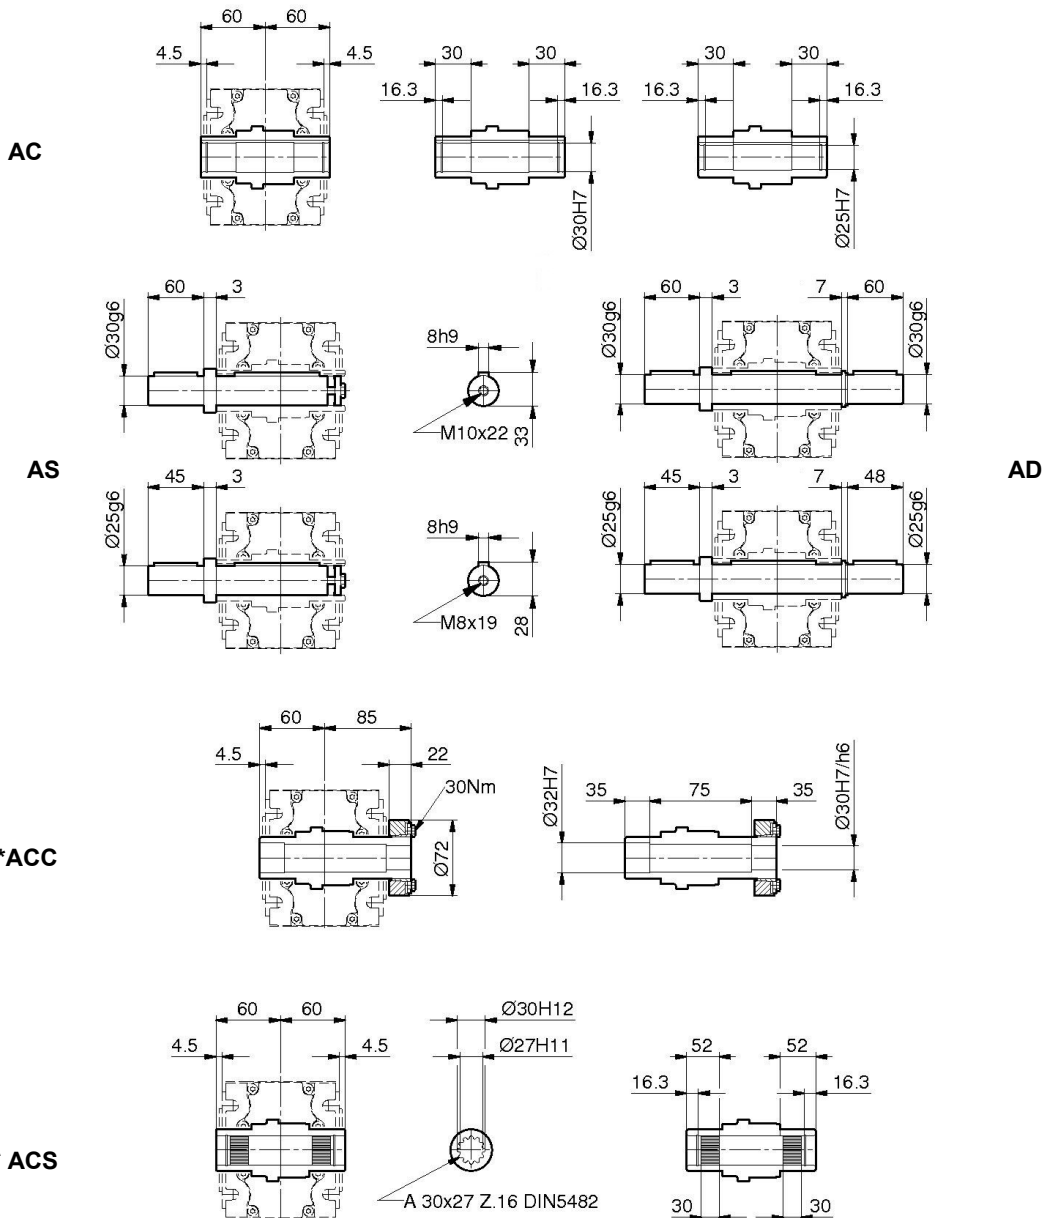 60 60
4.5 4.5
30 30
16.3 16.3
30 30
16.3 16.3
AC
Ø30H7
Ø25H7
60 3
Ø30g6
8h9
M10x22
33
60 3 7 60
Ø30g6
Ø30g6
AS
AD
45 3
Ø25g6
8h9
M8x19
28
45 3 7 48
Ø25g6
Ø25g6
60 85
4.5 22
30Nm
Ø72
Ø32H7
35 75 35
Ø30H7/h6
*ACC
60 60
4.5 4.5
Ø30H12
Ø27H11
A 30x27 Z.16 DIN5482
52 52
16.3 16.3
30 30
ACS